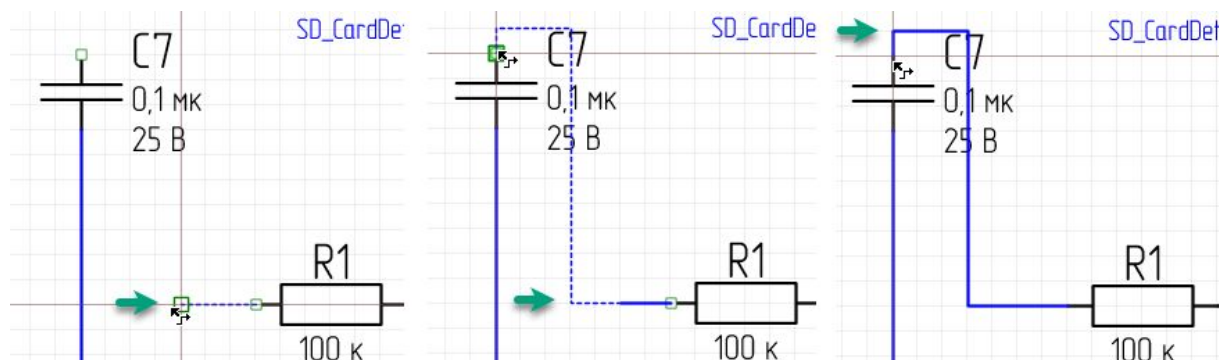 SD_CardDe
C7
0,1 мк
25 В
R1
100 к
SD_CardDe
C7
0,1 мк
25 В
R1
100 к
SD_CardDet
C7
0,1 мк
25 В
R1
100 к